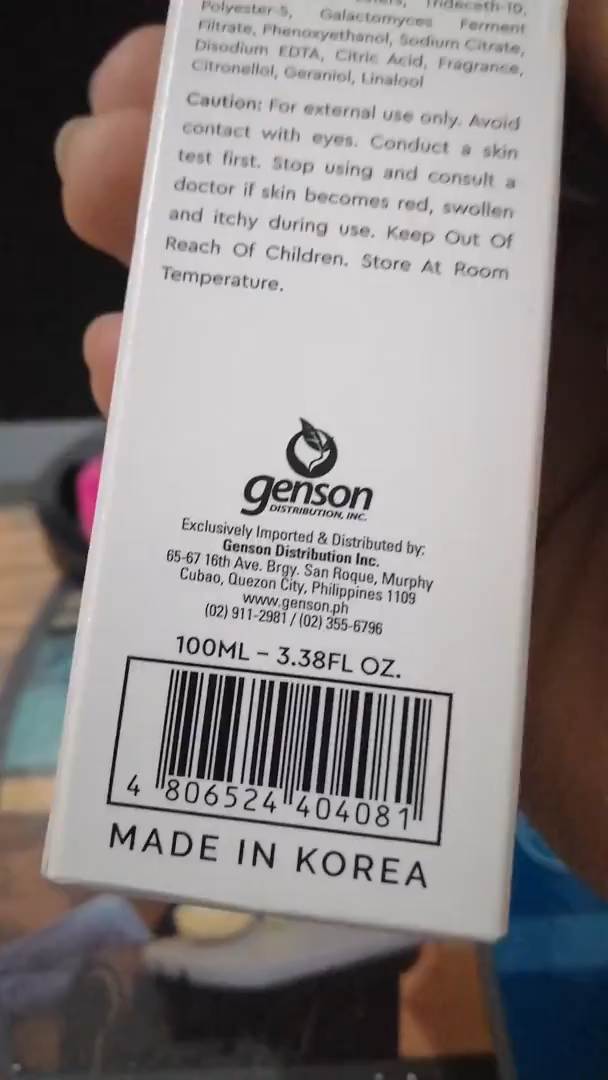 Trideceth-10,
Polyester-5, Galactomyces Ferment
Filtrate, Phenoxyethanol, Sodium Citrate,
Disodium EDTA, Citric Acid, Fragrance,
Citronellol, Geraniol, Linalool
Caution: For external use only. Avoid
contact with eyes. Conduct a skin
test first. Stop using and consult a
doctor if skin becomes red, swollen
and itchy during use. Keep Out Of
Reach Of Children. Store At Room
Temperature.
genson
DISTRIBUTION, INC.
Exclusively Imported & Distributed by:
Genson Distribution Inc.
65-67 16th Ave. Brgy. San Roque, Murphy
Cubao, Quezon City, Philippines 1109
www.genson.ph
(02) 911-2981 / (02) 355-6796
100ML - 3.38FL OZ.
4 806524 404081
MADE IN KOREA